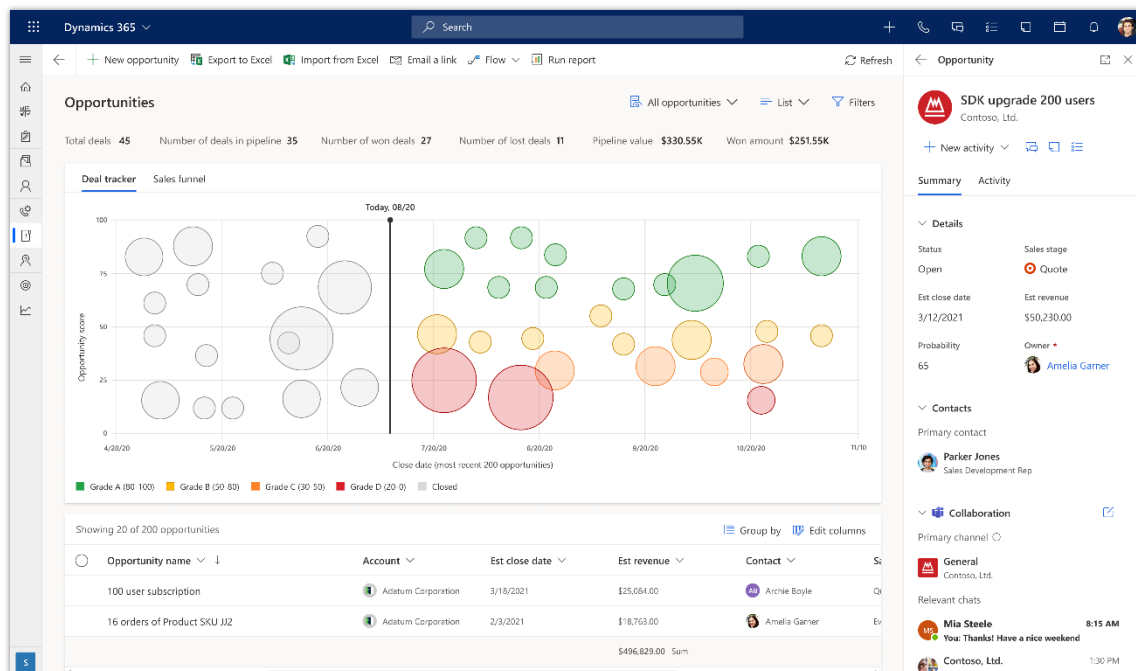 Dynamics 365
Search
New opportunity Export to Excel Import from Excel Email a link Flow Run report Refresh
Opportunities
All opportunities List Filters
Total deals 45 Number of deals in pipeline 35 Number of won deals 27 Number of lost deals 11 Pipeline value $330.55K Won amount $251.55K
Deal tracker Sales funnel
Today, 08/20
100
75
50
25
0
Opportunity score
4/20/20 5/20/20 6/20/20 7/20/20 8/20/20 9/20/20 10/20/20 11/10
Close date (most recent 200 opportunities)
Grade A (80-100) Grade B (50-80) Grade C (30-50) Grade D (20-0) Closed
Showing 20 of 200 opportunities
Group by Edit columns
Opportunity name Account Est close date Est revenue Contact Sa
100 user subscription Adatum Corporation 3/18/2021 $25,084.00 AB Archie Boyle Qu
16 orders of Product SKU JJ2 Adatum Corporation 2/3/2021 $18,763.00 Amelia Garner Ev
$496,829.00 Sum
S
Opportunity
SDK upgrade 200 users
Contoso, Ltd.
New activity
Summary Activity
Details
Status Sales stage
Open Quote
Est close date Est revenue
3/12/2021 $50,230.00
Probability Owner *
65 Amelia Garner
Contacts
Primary contact
Parker Jones
Sales Development Rep
Collaboration
Primary channel
General
Contoso, Ltd.
Relevant chats
MS Mia Steele 8:15 AM
You: Thanks! Have a nice weekend
Contoso, Ltd. 1:30 PM